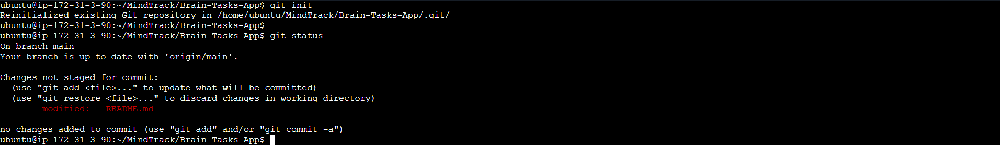 ubuntu@ip-172-31-3-90:~/MindTrack/Brain-Tasks-App$ git init
Reinitialized existing Git repository in /home/ubuntu/MindTrack/Brain-Tasks-App/.git/
ubuntu@ip-172-31-3-90:~/MindTrack/Brain-Tasks-App$
ubuntu@ip-172-31-3-90:~/MindTrack/Brain-Tasks-App$ git status
On branch main
Your branch is up to date with 'origin/main'.

Changes not staged for commit:
  (use "git add <file>..." to update what will be committed)
  (use "git restore <file>..." to discard changes in working directory)
        modified:   README.md

no changes added to commit (use "git add" and/or "git commit -a")
ubuntu@ip-172-31-3-90:~/MindTrack/Brain-Tasks-App$